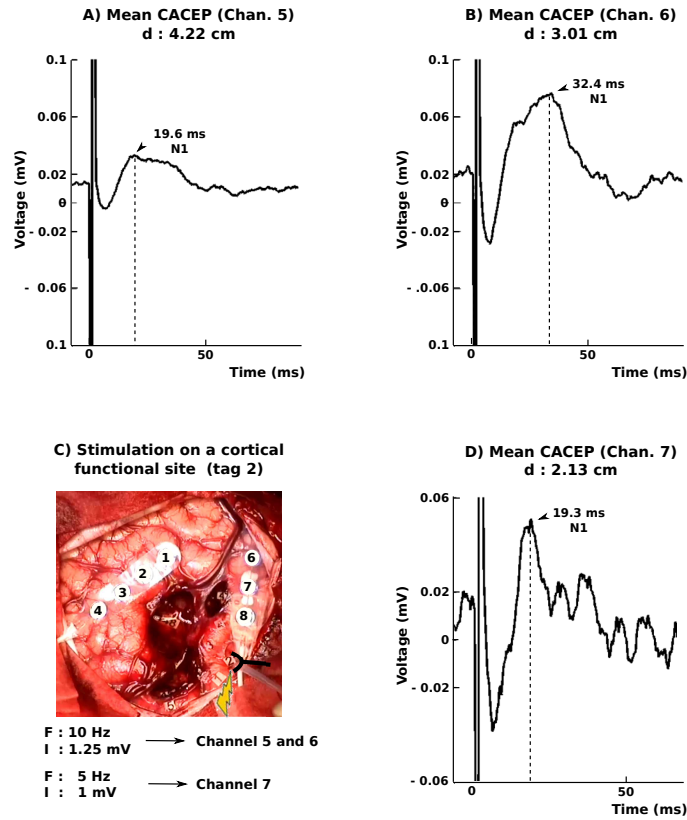 A) Mean CACEP (Chan. 5)
d : 4.22 cm
0.1
0.06
0.02
0
- 0.02
- 0.06
0.1
Voltage (mV)
19.6 ms
N1
0
50
Time (ms)
B) Mean CACEP (Chan. 6)
d : 3.01 cm
0.1
0.06
0.02
0
- 0.02
- .0.06
0.1
Voltage (mV)
32.4 ms
N1
0
50
Time (ms)
C) Stimulation on a cortical
functional site (tag 2)
1
2
3
4
6
7
8
F : 10 Hz
I : 1.25 mV
Channel 5 and 6
F : 5 Hz
I : 1 mV
Channel 7
D) Mean CACEP (Chan. 7)
d : 2.13 cm
0.06
0.02
0
- 0.02
- 0.06
Voltage (mV)
19.3 ms
N1
0
50
Time (ms)